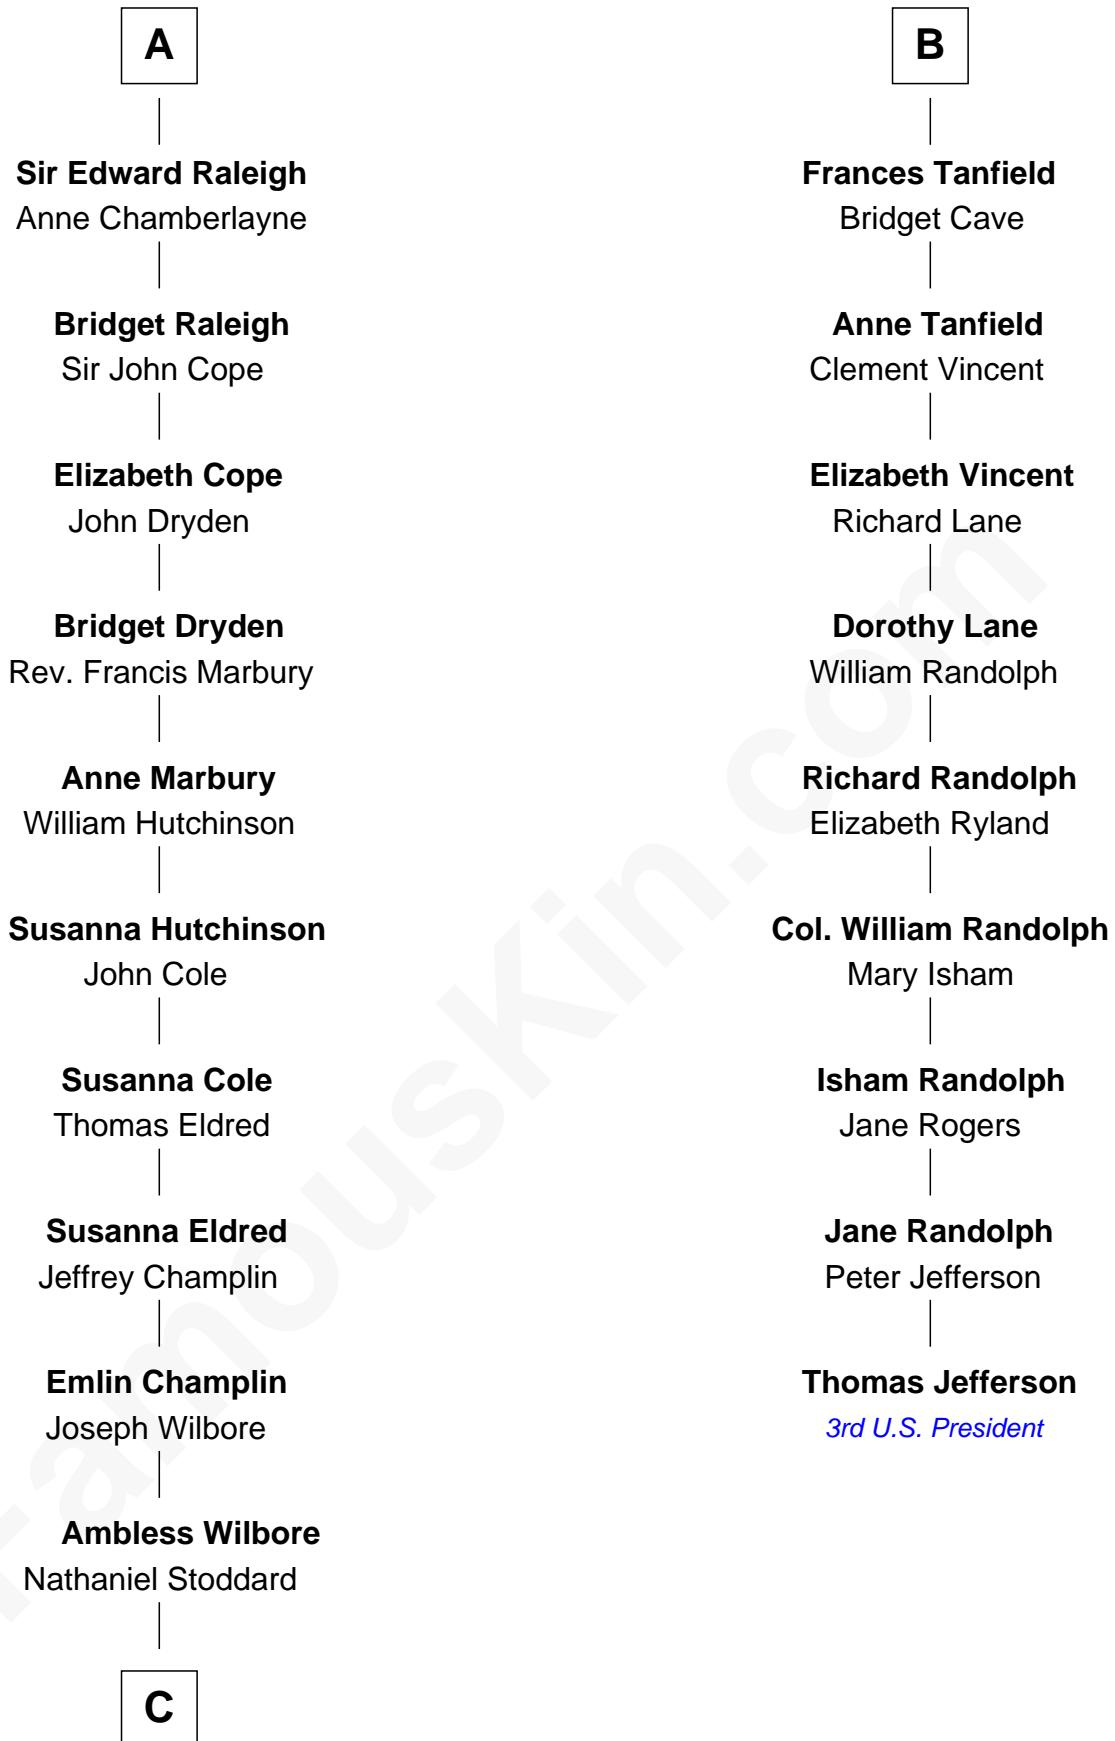 A
Sir Edward Raleigh
Anne Chamberlayne
Bridget Raleigh
Sir John Cope
Elizabeth Cope
John Dryden
Bridget Dryden
Rev. Francis Marbury
Anne Marbury
William Hutchinson
Susanna Hutchinson
John Cole
Susanna Cole
Thomas Eldred
Susanna Eldred
Jeffrey Champlin
Emlin Champlin
Joseph Wilbore
Ambless Wilbore
Nathaniel Stoddard
C
B
Frances Tanfield
Bridget Cave
Anne Tanfield
Clement Vincent
Elizabeth Vincent
Richard Lane
Dorothy Lane
William Randolph
Richard Randolph
Elizabeth Ryland
Col. William Randolph
Mary Isham
Isham Randolph
Jane Rogers
Jane Randolph
Peter Jefferson
Thomas Jefferson
3rd U.S. President
FamousKin.com